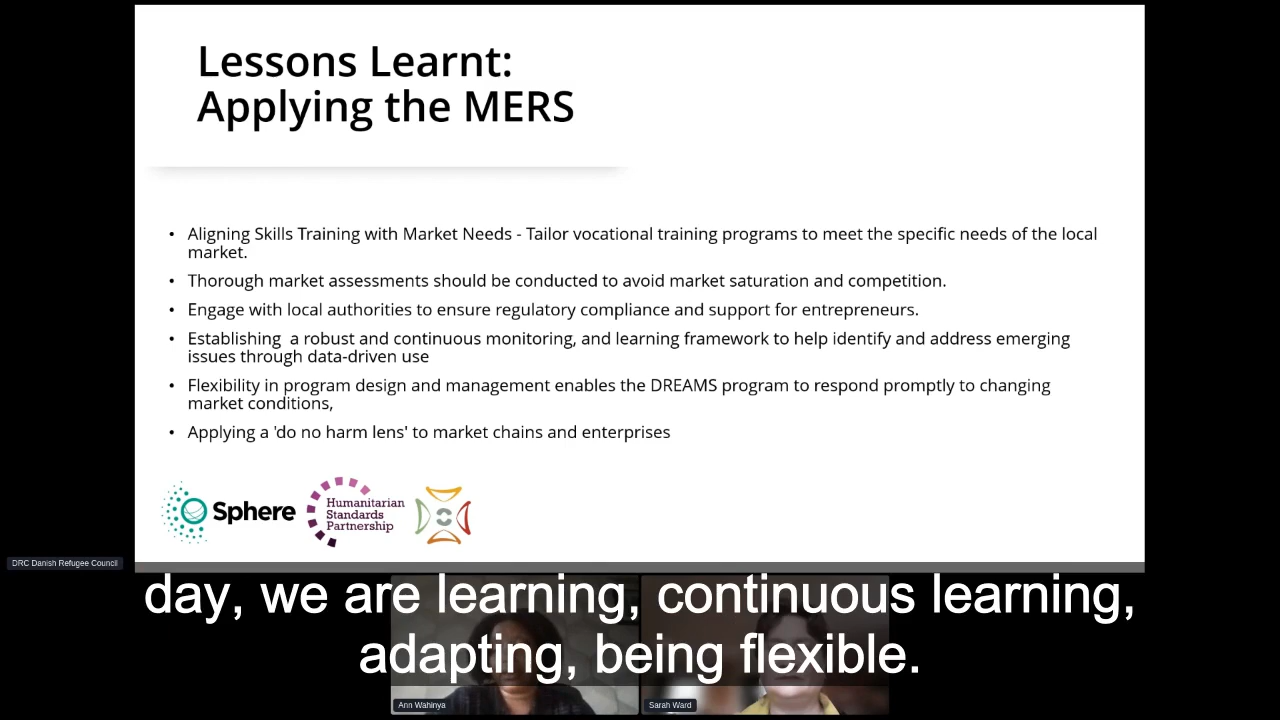 Lessons Learnt:
Applying the MERS
• Aligning Skills Training with Market Needs - Tailor vocational training programs to meet the specific needs of the local
market.
• Thorough market assessments should be conducted to avoid market saturation and competition.
• Engage with local authorities to ensure regulatory compliance and support for entrepreneurs.
• Establishing  a robust and continuous monitoring, and learning framework to help identify and address emerging
issues through data-driven use
• Flexibility in program design and management enables the DREAMS program to respond promptly to changing
market conditions,
• Applying a 'do no harm lens' to market chains and enterprises
Sphere
Humanitarian
Standards
Partnership
DRC Danish Refugee Council
day, we are learning, continuous learning,
adapting, being flexible.
Ann Wahinya
Sarah Ward